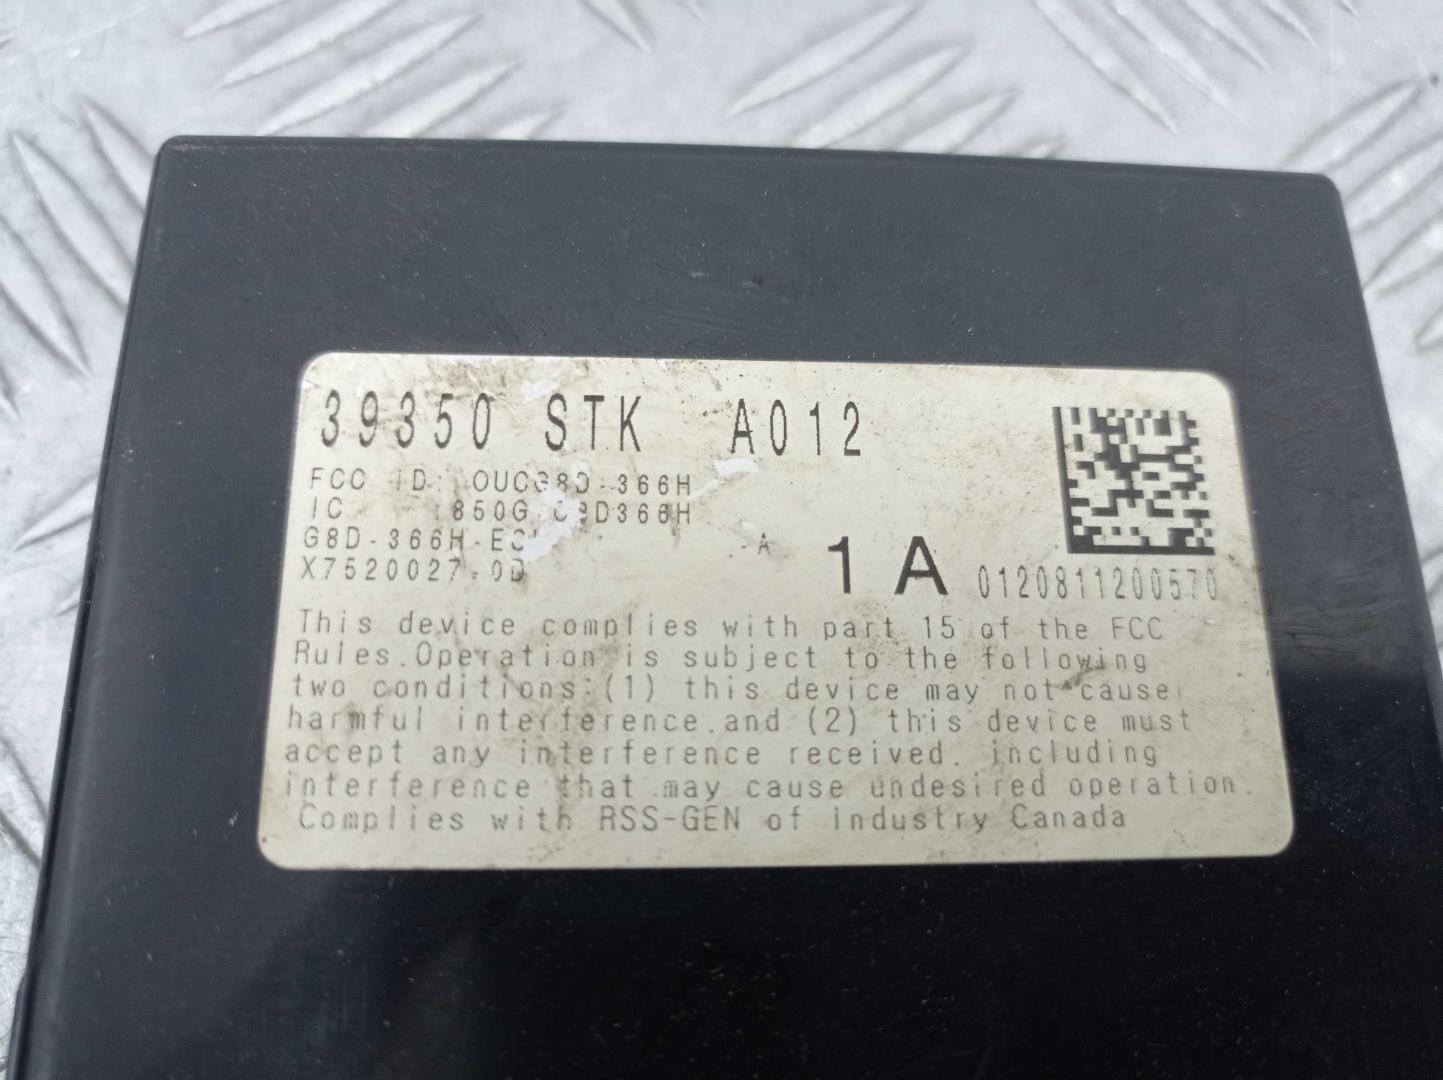 39350 STK A012
FCC ID: OUCG8D-366H
IC :850G-G8D366H
G8D-366H- -A
X7520027.0D
1A
0120811200570
This device complies with part 15 of the FCC
Rules.Operation is subject to the following
two conditions:(1) this device may not cause
harmful interference.and (2) this device must
accept any interference received, including
interference that may cause undesired operation.
Complies with RSS-GEN of Industry Canada